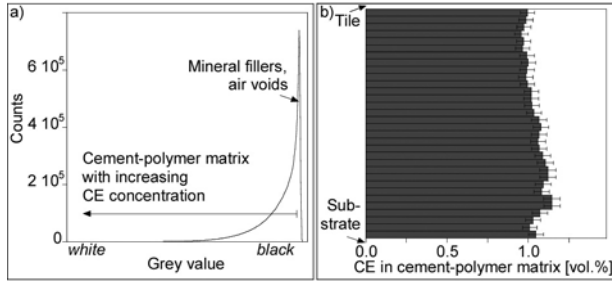 a)
6 10⁵
4 10⁵
2 10⁵
0
Counts
Mineral fillers,
air voids
Cement-polymer matrix
with increasing
CE concentration
white
black
Grey value
b)
Tile
Sub-
strate
0.0
0.5
1.0
CE in cement-polymer matrix [vol.%]